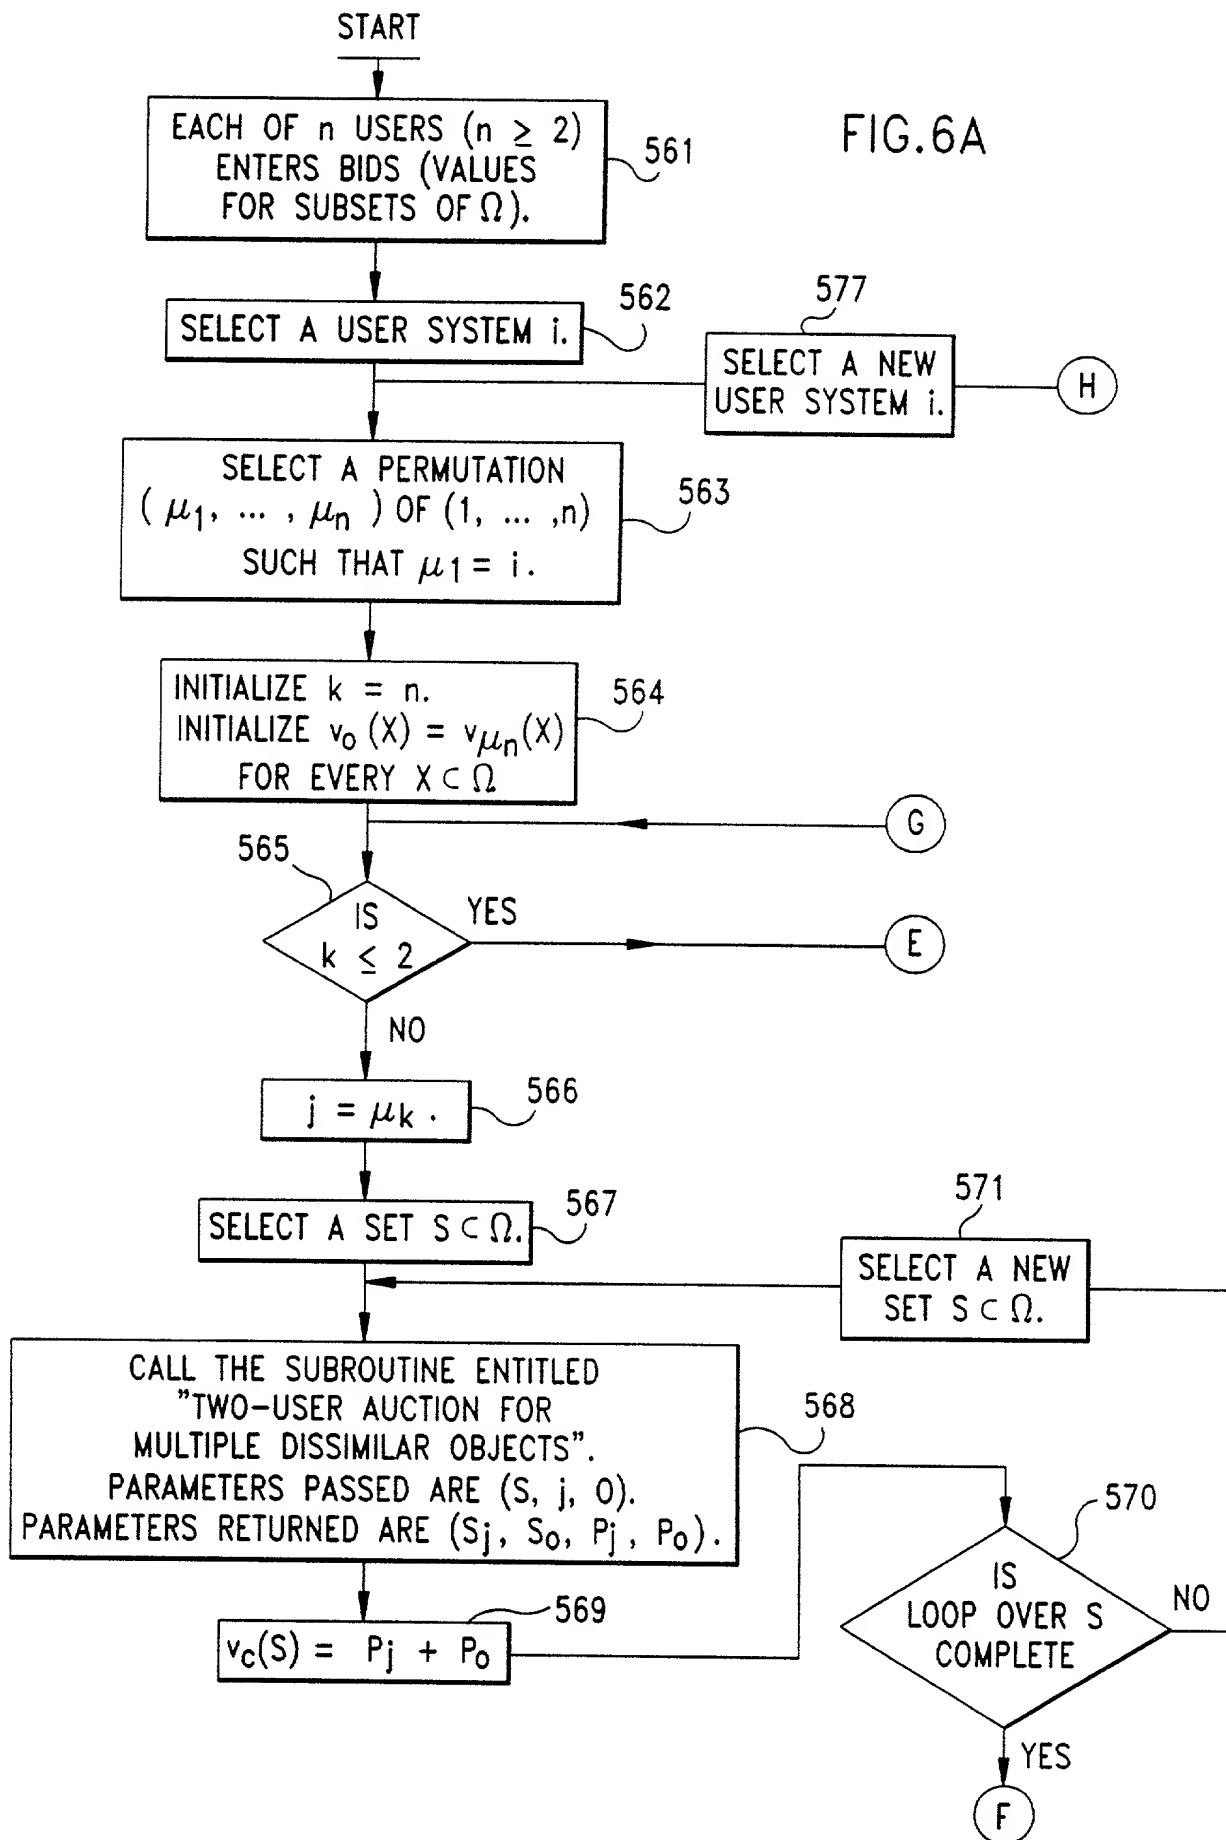 START
FIG.6A
EACH OF n USERS (n ≥ 2)
ENTERS BIDS (VALUES
FOR SUBSETS OF Ω).
561
SELECT A USER SYSTEM i.
562
577
SELECT A NEW
USER SYSTEM i.
H
SELECT A PERMUTATION
( μ1, ... , μn ) OF (1, ... ,n)
SUCH THAT μ1 = i.
563
INITIALIZE k = n.
INITIALIZE vo (X) = vμn(X)
FOR EVERY X ⊂ Ω
564
G
565
IS
k ≤ 2
YES
E
NO
j = μk .
566
SELECT A SET S ⊂ Ω.
567
571
SELECT A NEW
SET S ⊂ Ω.
CALL THE SUBROUTINE ENTITLED
"TWO-USER AUCTION FOR
MULTIPLE DISSIMILAR OBJECTS".
PARAMETERS PASSED ARE (S, j, 0).
PARAMETERS RETURNED ARE (Sj, So, Pj, Po).
568
vc(S) = Pj + Po
569
570
IS
LOOP OVER S
COMPLETE
NO
YES
F